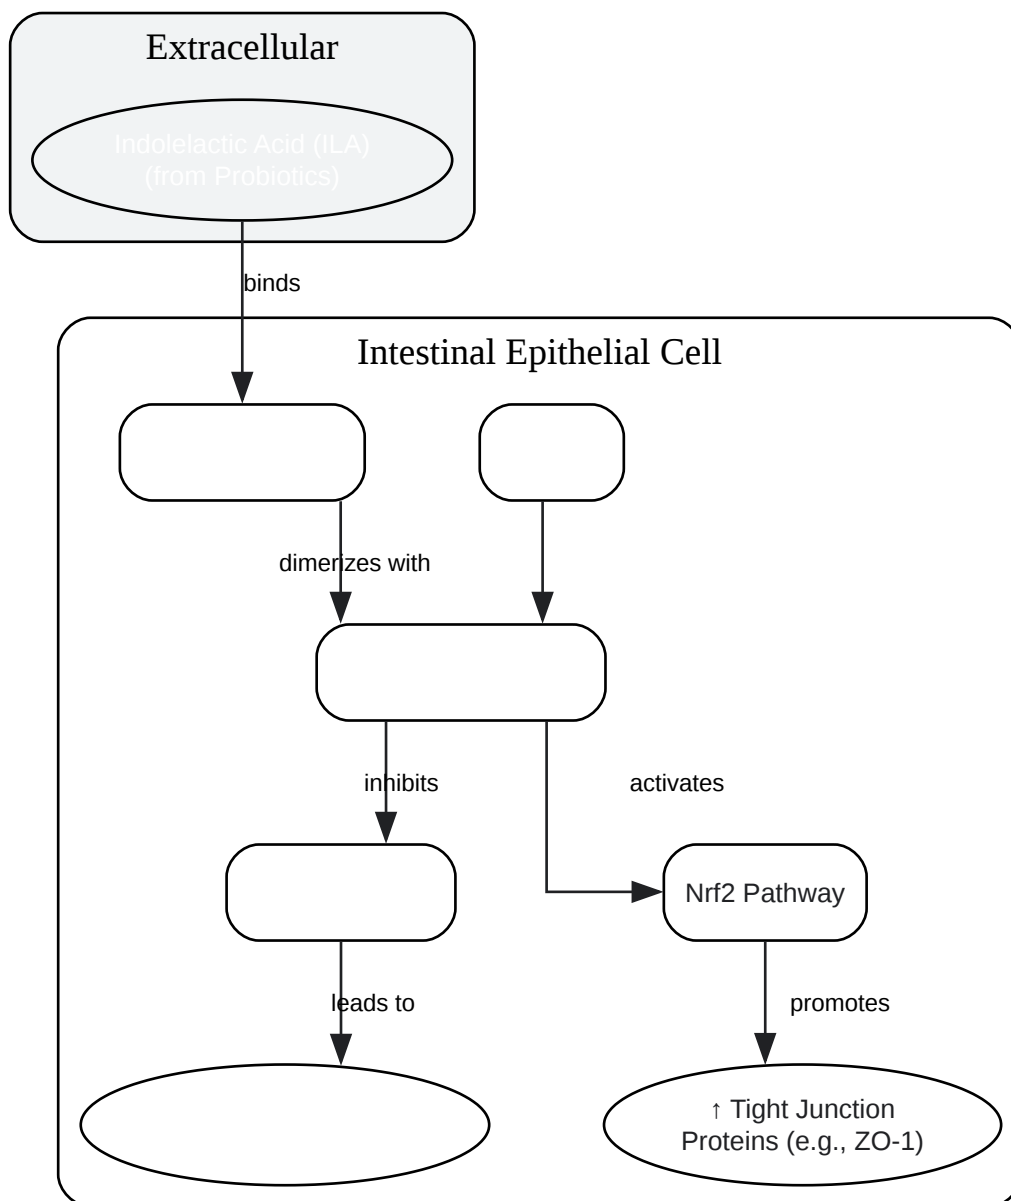 Extracellular
Indolelactic Acid (ILA)
(from Probiotics)
binds
Intestinal Epithelial Cell
dimerizes with
inhibits
activates
Nrf2 Pathway
leads to
promotes
↑ Tight Junction
Proteins (e.g., ZO-1)